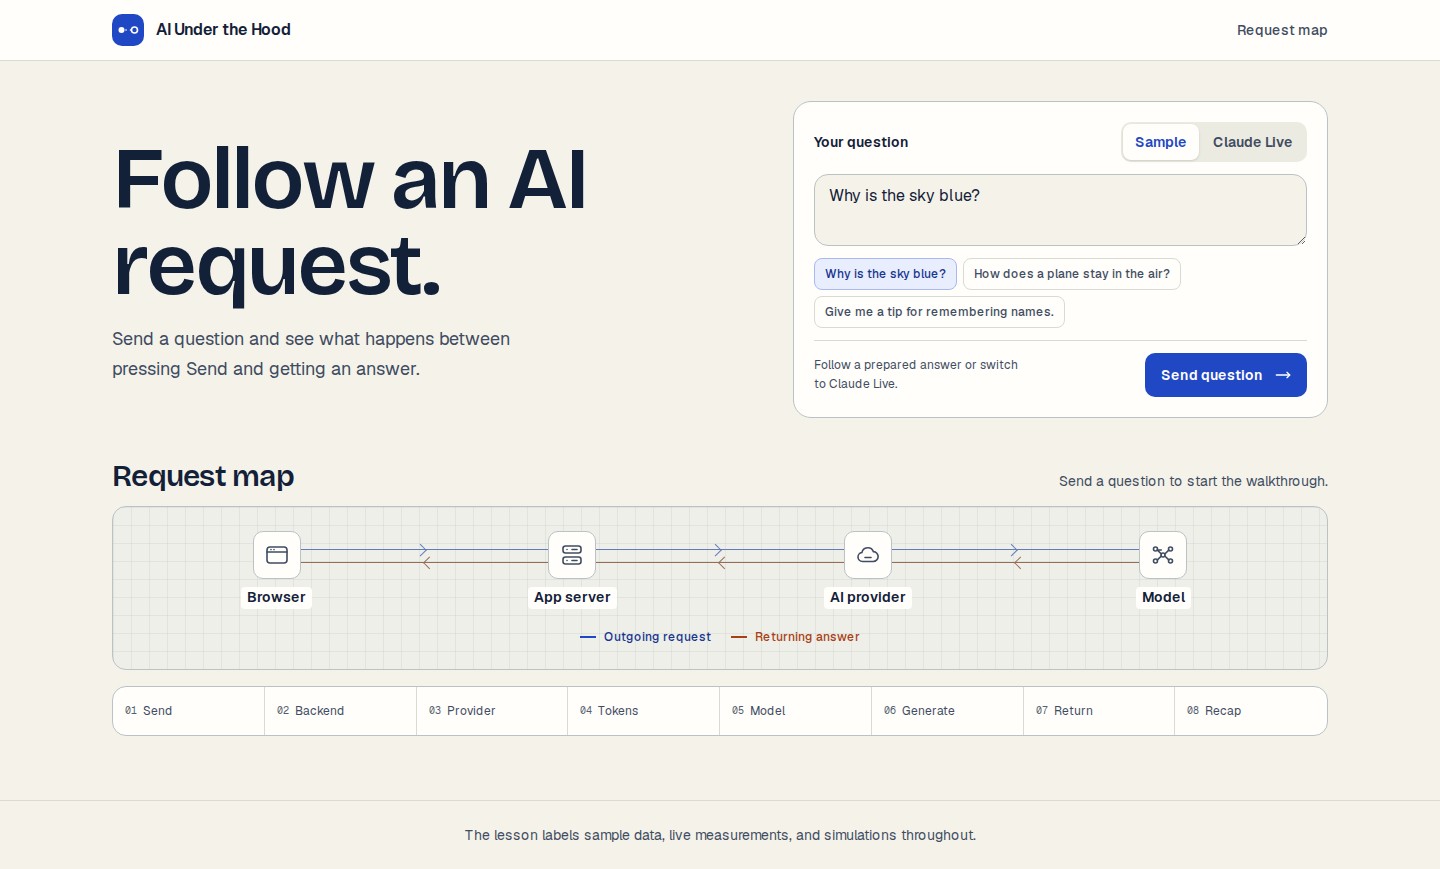 AI Under the Hood
Request map
Follow an AI
request.
Send a question and see what happens between
pressing Send and getting an answer.
Your question
Sample
Claude Live
Why is the sky blue?
Why is the sky blue?
How does a plane stay in the air?
Give me a tip for remembering names.
Follow a prepared answer or switch
to Claude Live.
Send question
Request map
Send a question to start the walkthrough.
Browser
App server
AI provider
Model
Outgoing request
Returning answer
01 Send
02 Backend
03 Provider
04 Tokens
05 Model
06 Generate
07 Return
08 Recap
The lesson labels sample data, live measurements, and simulations throughout.